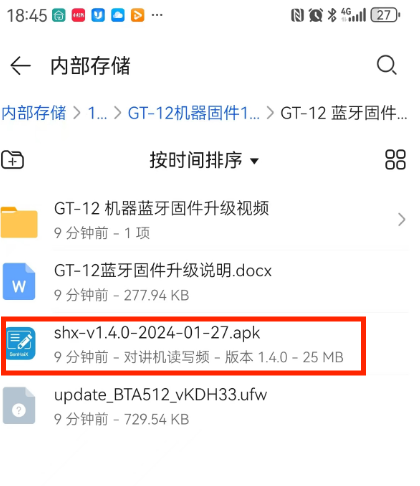 18:45 4G 27
内部存储
内部存储 > 1... > GT-12机器固件1... > GT-12 蓝牙固件...
按时间排序
GT-12 机器蓝牙固件升级视频
9 分钟前 - 1 项
W
GT-12蓝牙固件升级说明.docx
9 分钟前 - 277.94 KB
shx-v1.4.0-2024-01-27.apk
9 分钟前 - 对讲机读写频 - 版本 1.4.0 - 25 MB
update_BTA512_vKDH33.ufw
9 分钟前 - 729.54 KB